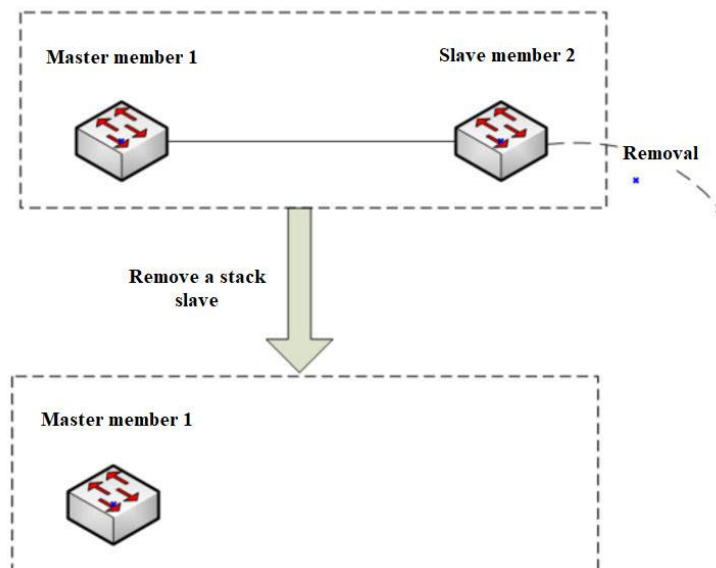 Master member 1
Slave member 2
Removal
Remove a stack
slave
Master member 1